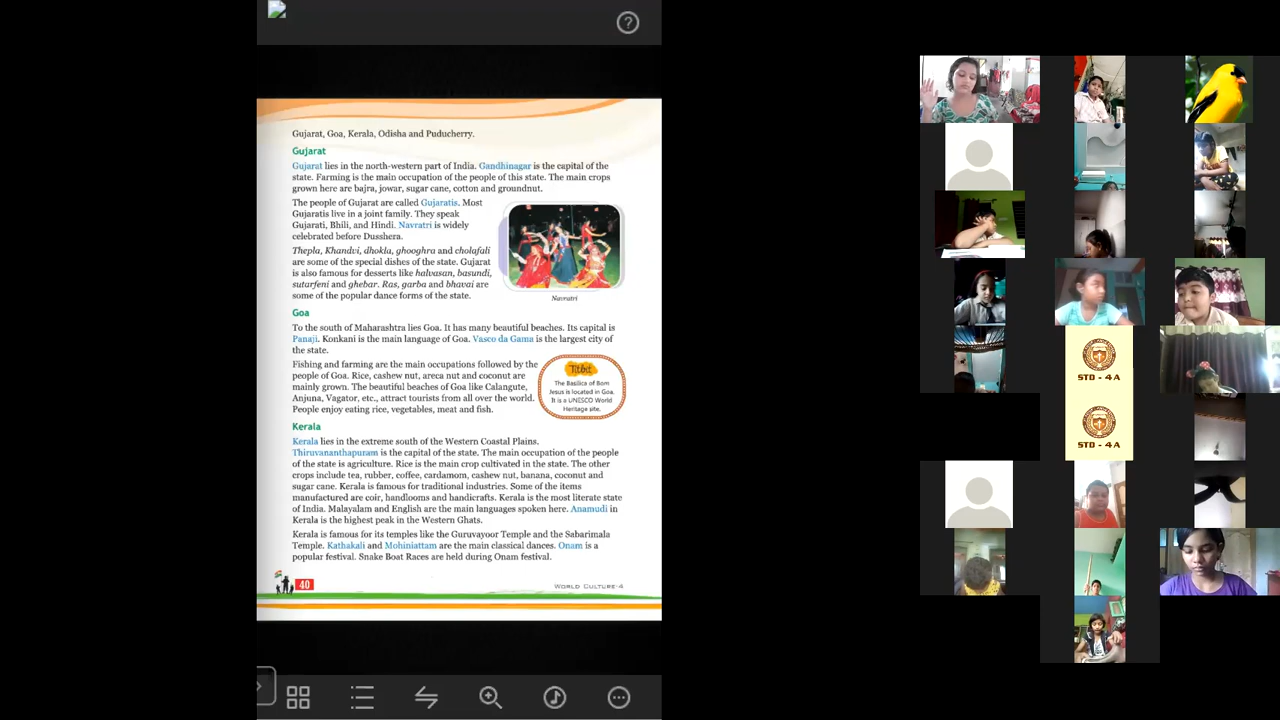 Gujarat, Goa, Kerala, Odisha and Puducherry.
Gujarat
Gujarat lies in the north-western part of India. Gandhinagar is the capital of the
state. Farming is the main occupation of the people of this state. The main crops
grown here are bajra, jowar, sugar cane, cotton and groundnut.
The people of Gujarat are called Gujaratis. Most
Gujaratis live in a joint family. They speak
Gujarati, Bhili, and Hindi. Navratri is widely
celebrated before Dusshera.
Thepla, Khandvi, dhokla, ghooghra and cholafali
are some of the special dishes of the state. Gujarat
is also famous for desserts like halvasan, basundi,
sutarfeni and ghebar. Ras, garba and bhavai are
some of the popular dance forms of the state.
Navratri
Goa
To the south of Maharashtra lies Goa. It has many beautiful beaches. Its capital is
Panaji. Konkani is the main language of Goa. Vasco da Gama is the largest city of
the state.
Fishing and farming are the main occupations followed by the
people of Goa. Rice, cashew nut, areca nut and coconut are
mainly grown. The beautiful beaches of Goa like Calangute,
Anjuna, Vagator, etc., attract tourists from all over the world.
People enjoy eating rice, vegetables, meat and fish.
Titbit
The Basilica of Bom
Jesus is located in Goa.
It is a UNESCO World
Heritage site.
Kerala
Kerala lies in the extreme south of the Western Coastal Plains.
Thiruvananthapuram is the capital of the state. The main occupation of the people
of the state is agriculture. Rice is the main crop cultivated in the state. The other
crops include tea, rubber, coffee, cardamom, cashew nut, banana, coconut and
sugar cane. Kerala is famous for traditional industries. Some of the items
manufactured are coir, handlooms and handicrafts. Kerala is the most literate state
of India. Malayalam and English are the main languages spoken here. Anamudi in
Kerala is the highest peak in the Western Ghats.
Kerala is famous for its temples like the Guruvayoor Temple and the Sabarimala
Temple. Kathakali and Mohiniattam are the main classical dances. Onam is a
popular festival. Snake Boat Races are held during Onam festival.
40
WORLD CULTURE-4
STD - 4A
STD - 4A